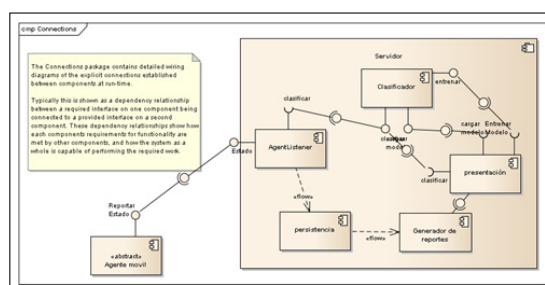 cmp Connections
The Connections package contains detailed wiring
diagrams of the explicit connections established
between components at run-time.
Typically this is shown as a dependency relationship
between a required interface on one component being
connected to a provided interface on a second
component. These dependency relationships show how
each components requirements for functionality are
met by other components, and how the system as a
whole is capable of performing the required work.
Servidor
Clasificador
entrenar
clasificar
cargar Entrenar
modelo Modelo
AgentListener
Estado
clasificar
presentación
Reportar
Estado
«flow»
persistencia
«flow»
Generador de
reportes
«abstract»
Agente movil